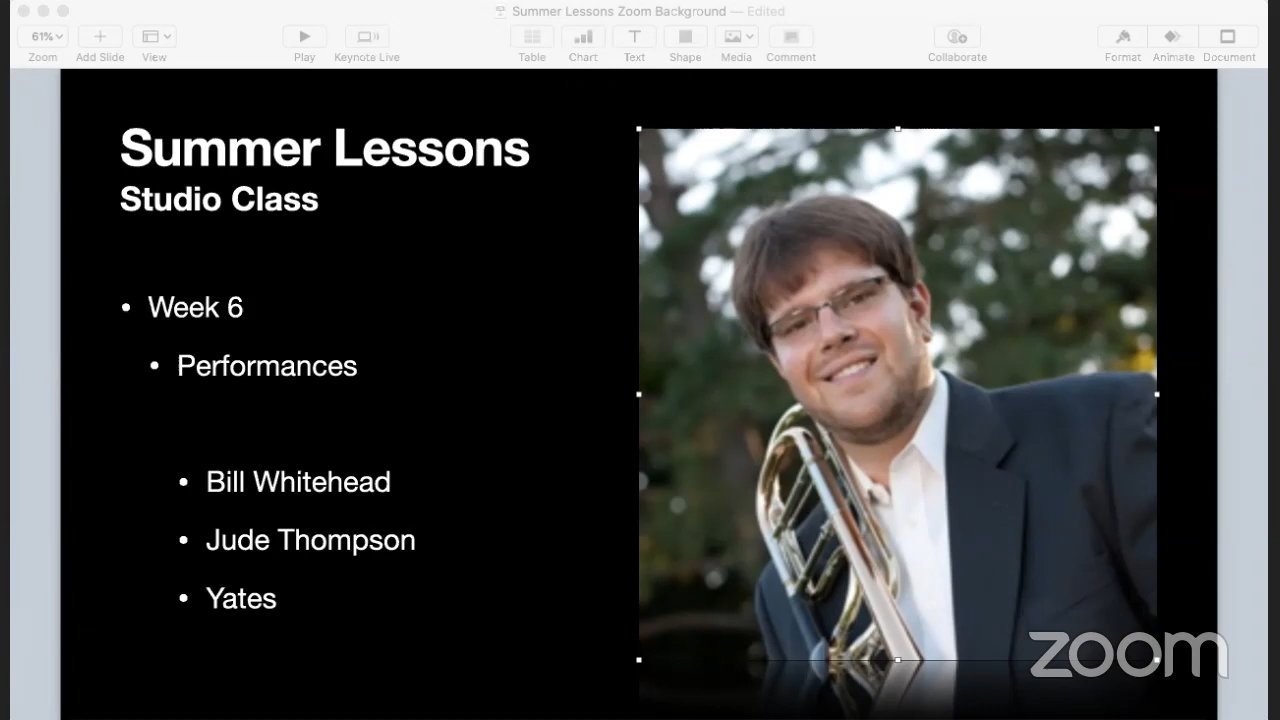 Summer Lessons Zoom Background — Edited
61%
Zoom
Add Slide
View
Play
Keynote Live
Table
Chart
Text
Shape
Media
Comment
Collaborate
Format
Animate
Document
Summer Lessons
Studio Class
• Week 6
• Performances
• Bill Whitehead
• Jude Thompson
• Yates
zoom